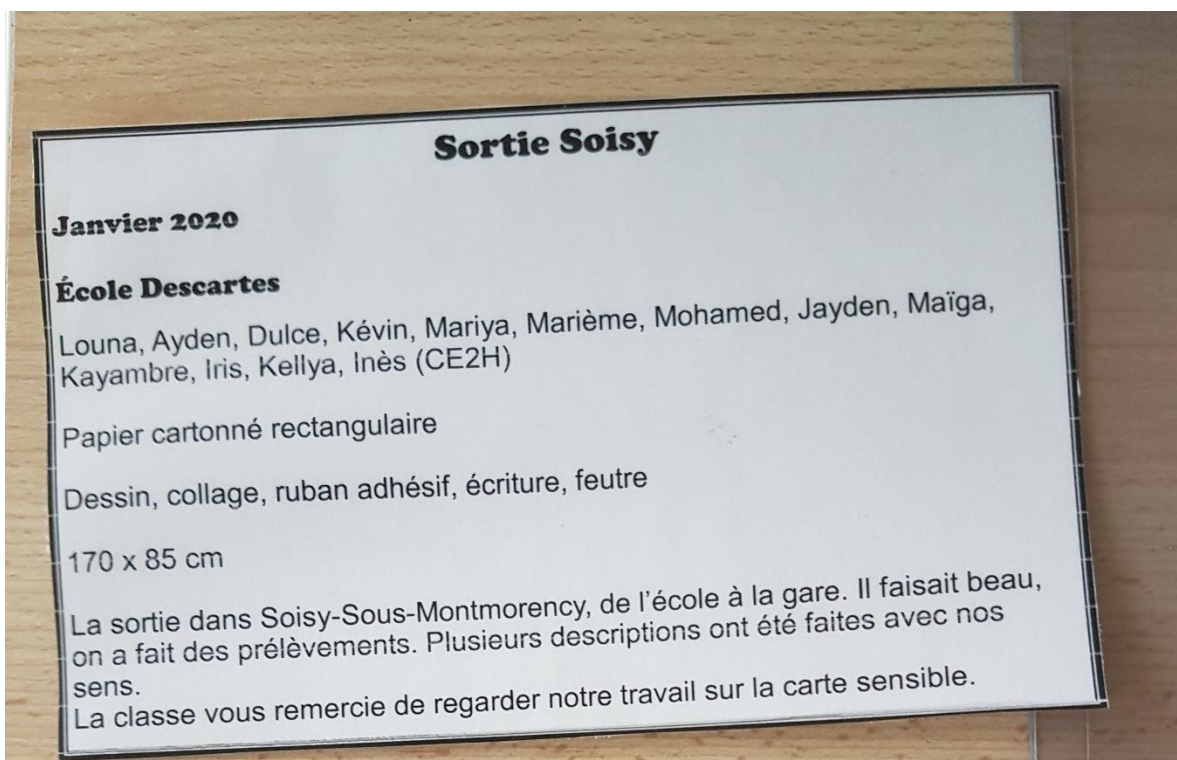 Sortie Soisy
Janvier 2020
École Descartes
Louna, Ayden, Dulce, Kévin, Mariya, Marième, Mohamed, Jayden, Maïga,
Kayambre, Iris, Kellya, Inès (CE2H)
Papier cartonné rectangulaire
Dessin, collage, ruban adhésif, écriture, feutre
170 x 85 cm
La sortie dans Soisy-Sous-Montmorency, de l'école à la gare. Il faisait beau,
on a fait des prélèvements. Plusieurs descriptions ont été faites avec nos
sens.
La classe vous remercie de regarder notre travail sur la carte sensible.